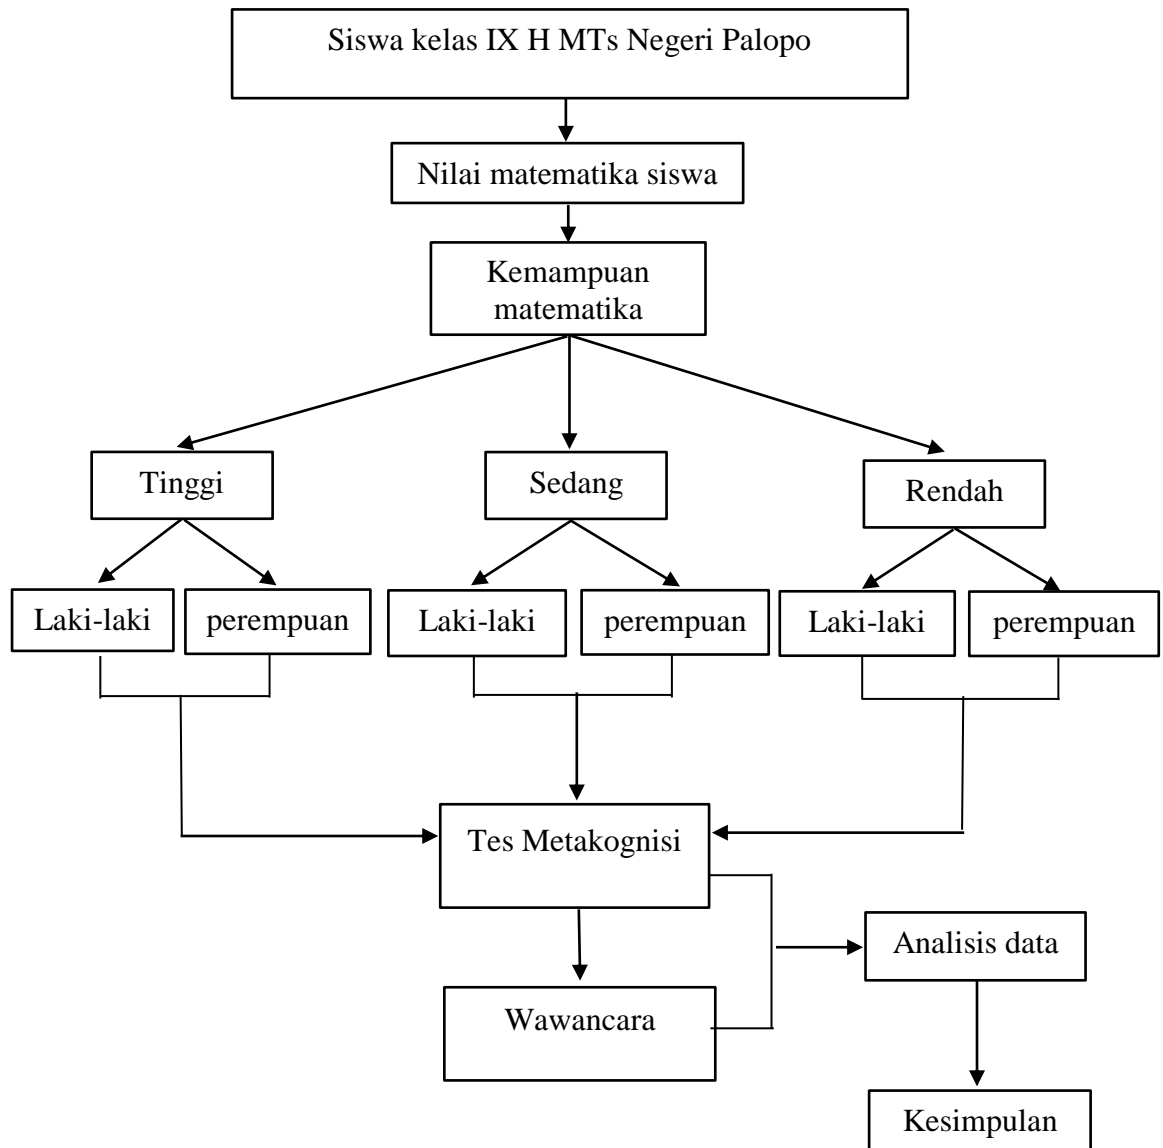 Siswa kelas IX H MTs Negeri Palopo
Nilai matematika siswa
Kemampuan
matematika
Tinggi
Sedang
Rendah
Laki-laki
perempuan
Laki-laki
perempuan
Laki-laki
perempuan
Tes Metakognisi
Analisis data
Wawancara
Kesimpulan